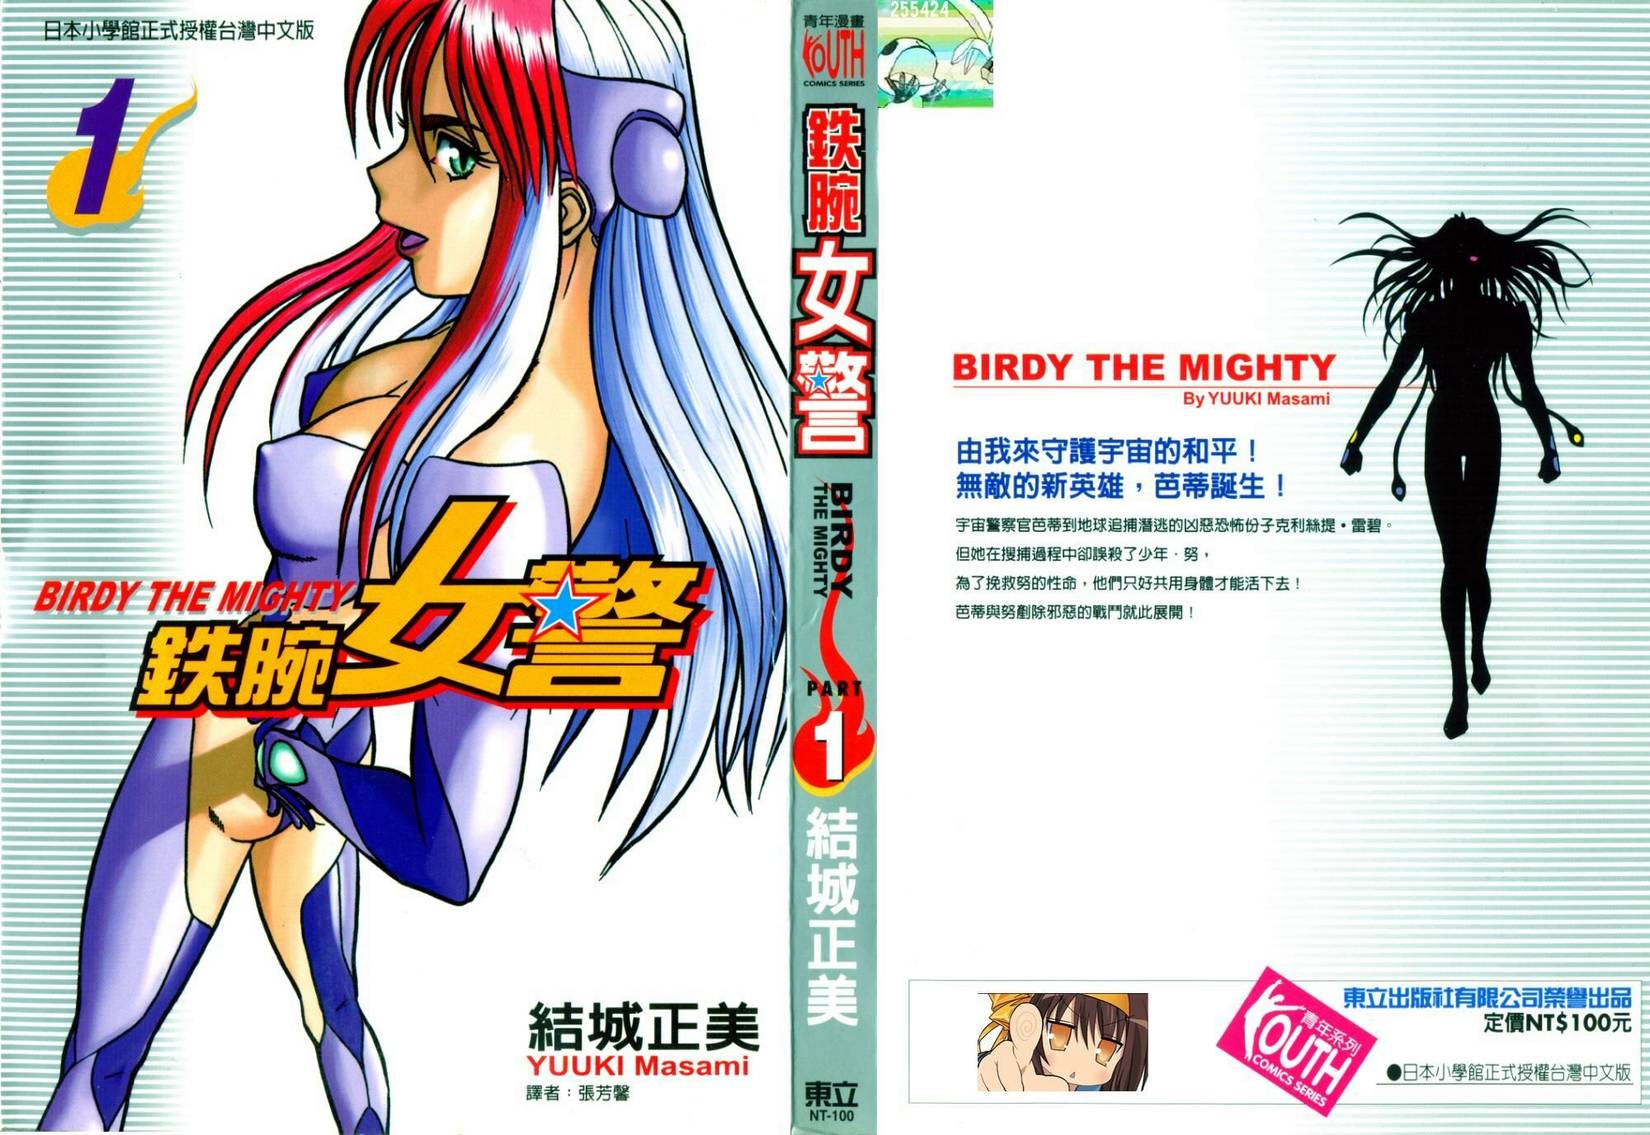 日本小學館正式授權台灣中文版
1
BIRDY THE MIGHTY
鉄腕女警
結城正美
YUUKI Masami
譯者：張芳馨
青年漫畫
YOUTH
COMICS SERIES
鉄腕女警
BIRDY
THE MIGHTY
PART
1
結城正美
東立
NT-100
255424
BIRDY THE MIGHTY
By YUUKI Masami
由我來守護宇宙的和平！
無敵的新英雄，芭蒂誕生！
宇宙警察官芭蒂到地球追捕潛逃的凶惡恐怖份子克利絲提•雷碧。
但她在搜捕過程中卻誤殺了少年‧努，
為了挽救努的性命，他們只好共用身體才能活下去！
芭蒂與努剷除邪惡的戰鬥就此展開！
青年系列
YOUTH
COMICS SERIES
東立出版社有限公司榮譽出品
定價NT$100元
●日本小學館正式授權台灣中文版